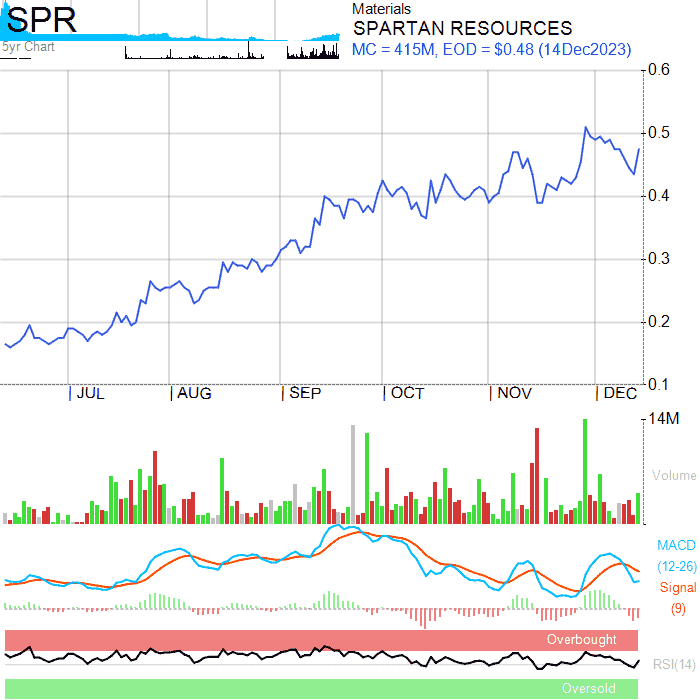 SPR
5yr Chart
Materials
SPARTAN RESOURCES
MC = 415M, EOD = $0.48 (14Dec2023)
0.6
0.5
0.4
0.3
0.2
0.1
JUL AUG SEP OCT NOV DEC
14M
Volume
MACD
(12-26)
Signal
(9)
Overbought
RSI(14)
Oversold